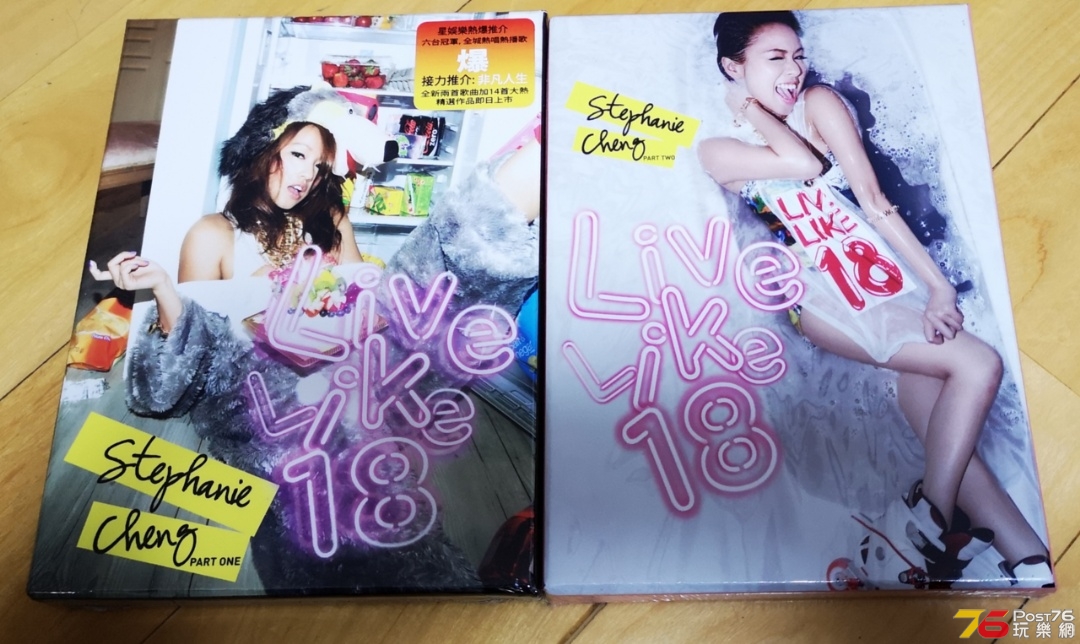 星娛樂熱爆推介
六台冠軍, 全城熱唱熱播歌
爆
接力推介: 非凡人生
全新兩首歌曲加14首大熱
精選作品即日上市
Live
Like
18
Stephanie
Cheng
PART ONE
Stephanie
Cheng
PART TWO
LIVE
LIKE
18
Live
Like
18
76 POST76
玩樂網